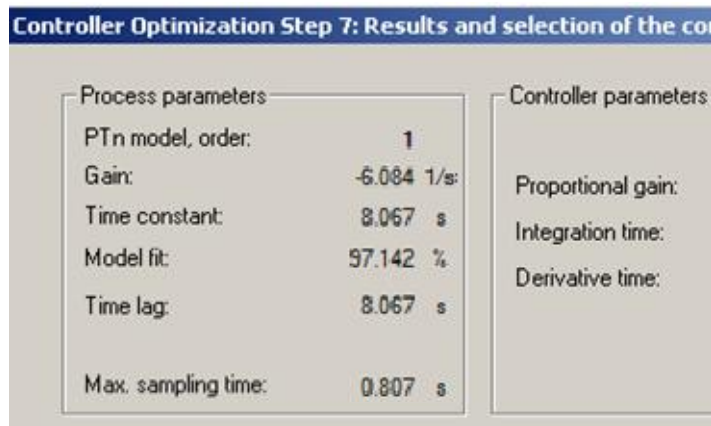 Controller Optimization Step 7: Results and selection of the co
Process parameters
PTn model, order: 1
Gain: -6.084 1/s
Time constant: 8.067 s
Model fit: 97.142 %
Time lag: 8.067 s
Max. sampling time: 0.807 s
Controller parameters
Proportional gain:
Integration time:
Derivative time: